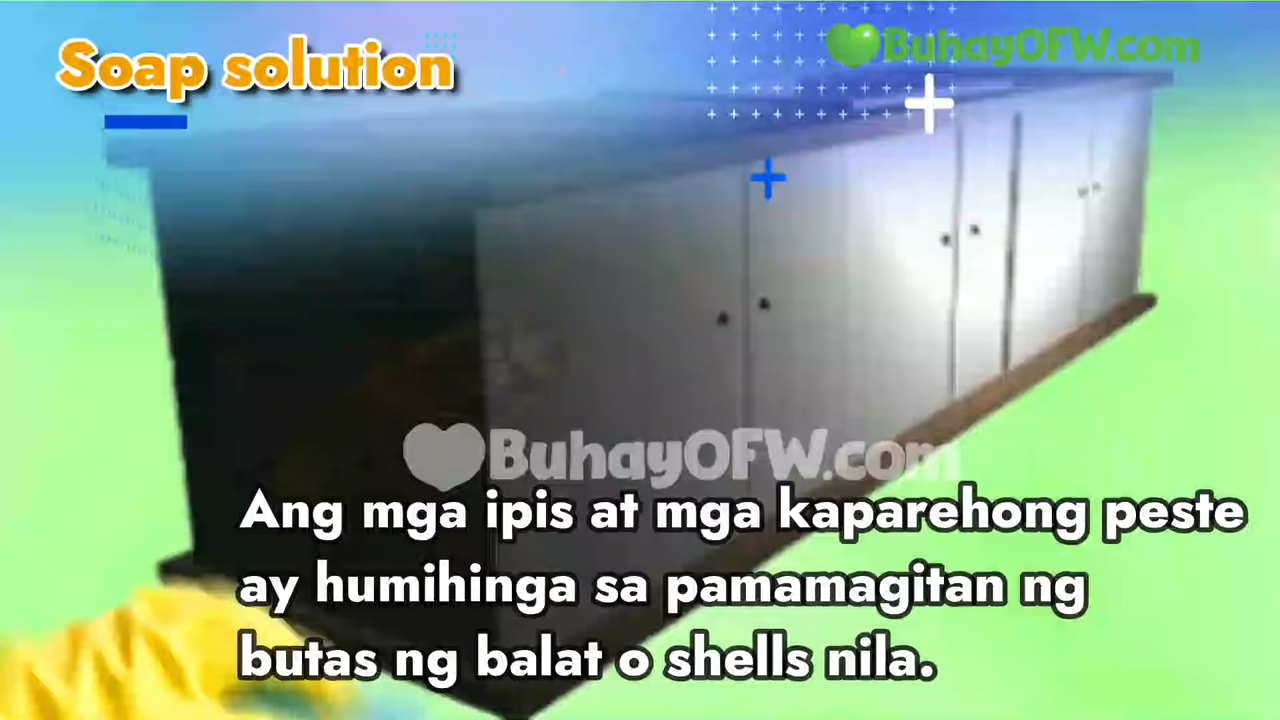 Soap solution
BuhayOFW.com
BuhayOFW.com
Ang mga ipis at mga kaparehong peste
ay humihinga sa pamamagitan ng
butas ng balat o shells nila.